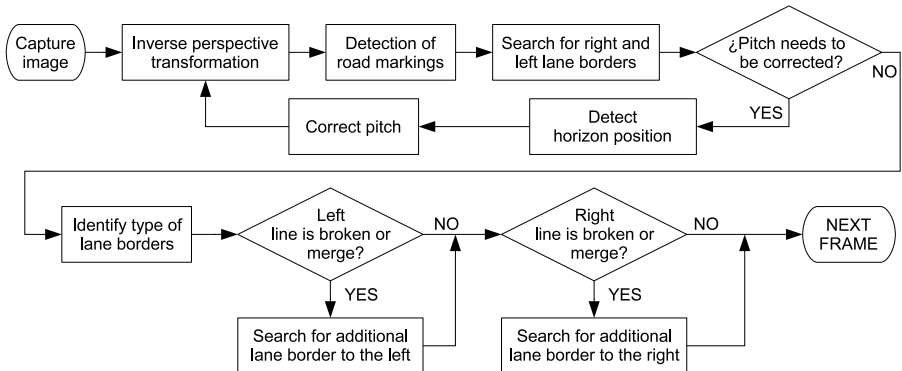 Capture
image
Inverse perspective
transformation
Detection of
road markings
Search for right and
left lane borders
¿Pitch needs to
be corrected?
NO
YES
Detect
horizon position
Correct pitch
Identify type of
lane borders
Left
line is broken or
merge?
NO
YES
Search for additional
lane border to the left
Right
line is broken or
merge?
NO
YES
Search for additional
lane border to the right
NEXT
FRAME